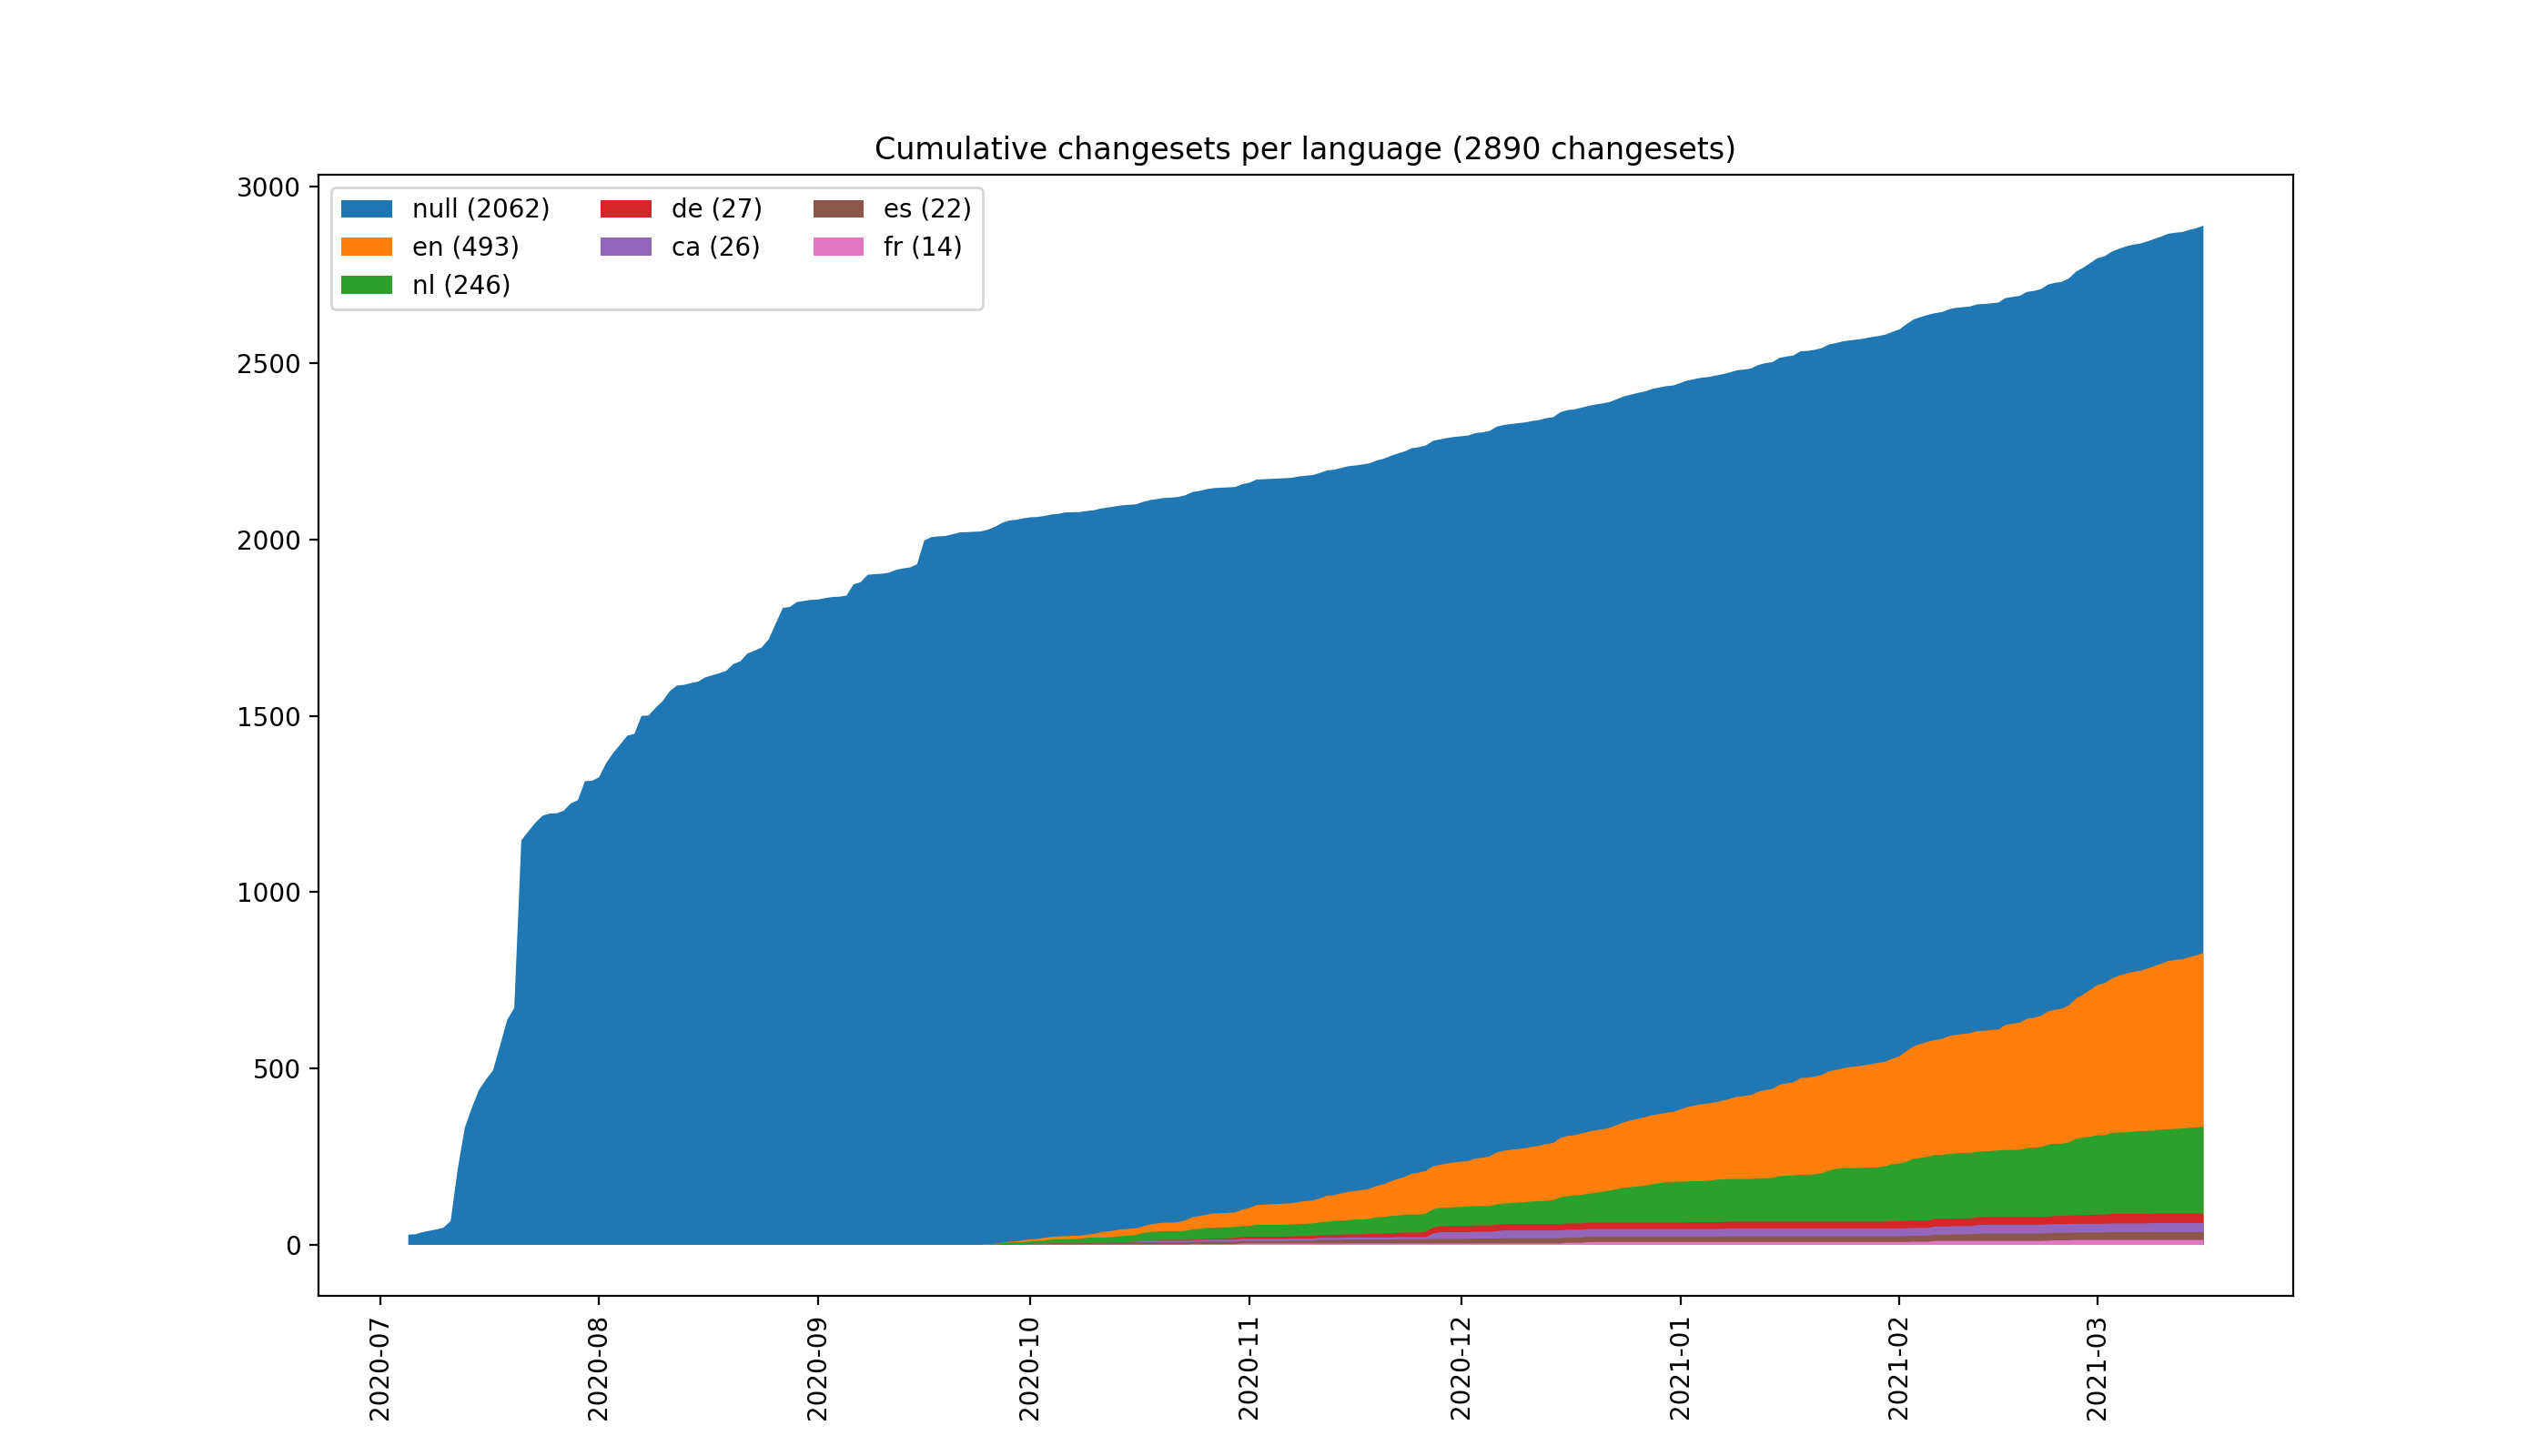 Cumulative changesets per language (2890 changesets)
null (2062)
en (493)
nl (246)
de (27)
ca (26)
es (22)
fr (14)
3000
2500
2000
1500
1000
500
0
2020-07
2020-08
2020-09
2020-10
2020-11
2020-12
2021-01
2021-02
2021-03